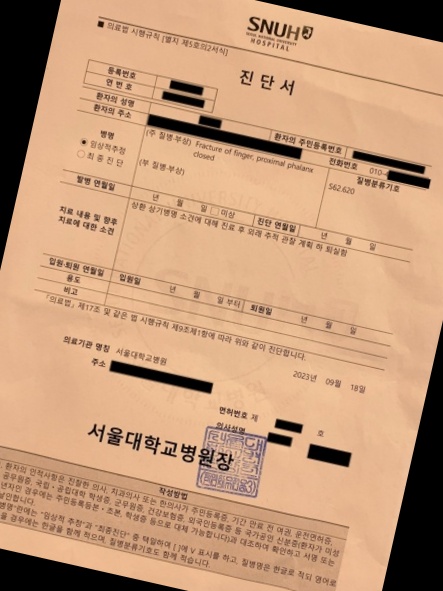 ■ 의료법 시행규칙 [별지 제5호의2서식]
SNUH
SEOUL NATIONAL UNIVERSITY
HOSPITAL
진 단 서
등록번호
연 번 호
환자의 성명
환자의 주민등록번호
환자의 주소
전화번호 010-
병명
● 임상적추정
○ 최 종 진 단
(주 질병·부상) Fracture of finger, proximal phalanx
closed
(부 질병·부상)
질병분류기호
S62.620
발병 연월일 년 월 일 □ 미상 진단 연월일 년 월 일
치료 내용 및 향후
치료에 대한 소견
상환 상기병명 소견에 대해 진료 후 외래 추적 관찰 계획 하 퇴실함
입원·퇴원 연월일 입원일 년 월 일 부터 퇴원일 년 월 일
용도
비고
「의료법」 제17조 및 같은 법 시행규칙 제9조제1항에 따라 위와 같이 진단합니다.
2023년 09월 18일
의료기관 명칭 서울대학교병원
주소
면허번호 제 호
의사성명
서울대학교병원장
작성방법
환자의 인적사항은 진찰한 의사, 치과의사 또는 한의사가 주민등록증, 기간 만료 전 여권, 운전면허증,
공무원증, 국립·공립대학 학생증, 군무원증, 건강보험증, 외국인등록증 등 국가공인 신분증(환자가 미성
년자인 경우에는 주민등록등본·초본, 학생증 등으로 대체 가능합니다)과 대조하여 확인하고 서명 또는
날인합니다.
병명"란에는 "임상적 추정"과 "최종진단" 중 택일하여 [ ]에 V 표시를 하고, 질병명은 한글로 적되 영어로
경우에는 한글을 함께 적으며, 질병분류기호도 함께 적습니다.